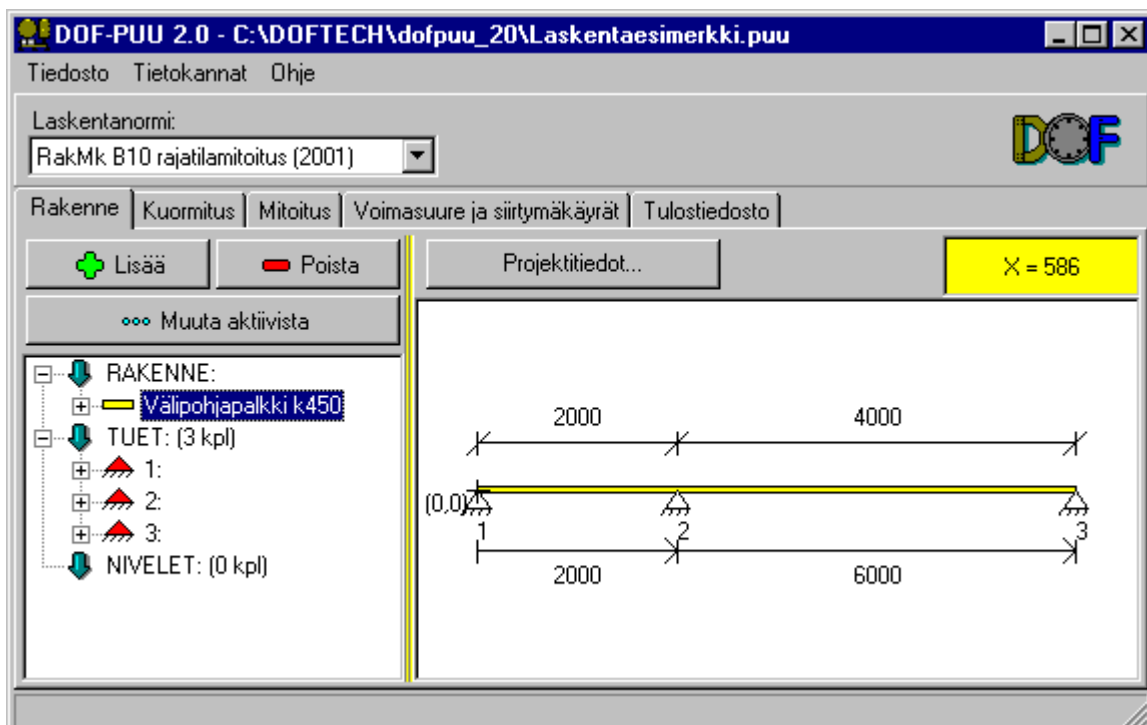 DOF-PUU 2.0 - C:\DOFTECH\dofpuu_20\Laskentaesimerkki.puu
Tiedosto Tietokannat Ohje
Laskentanormi:
RakMk B10 rajatilamitoitus (2001)
DOF
Rakenne Kuormitus Mitoitus Voimasuure ja siirtymäkäyrät Tulostiedosto
Lisää Poista
Muuta aktiivista
Projektitiedot...
X = 586
RAKENNE:
Välipohjapalkki k450
TUET: (3 kpl)
1:
2:
3:
NIVELET: (0 kpl)
2000 4000
(0,0)
1 2 3
2000 6000